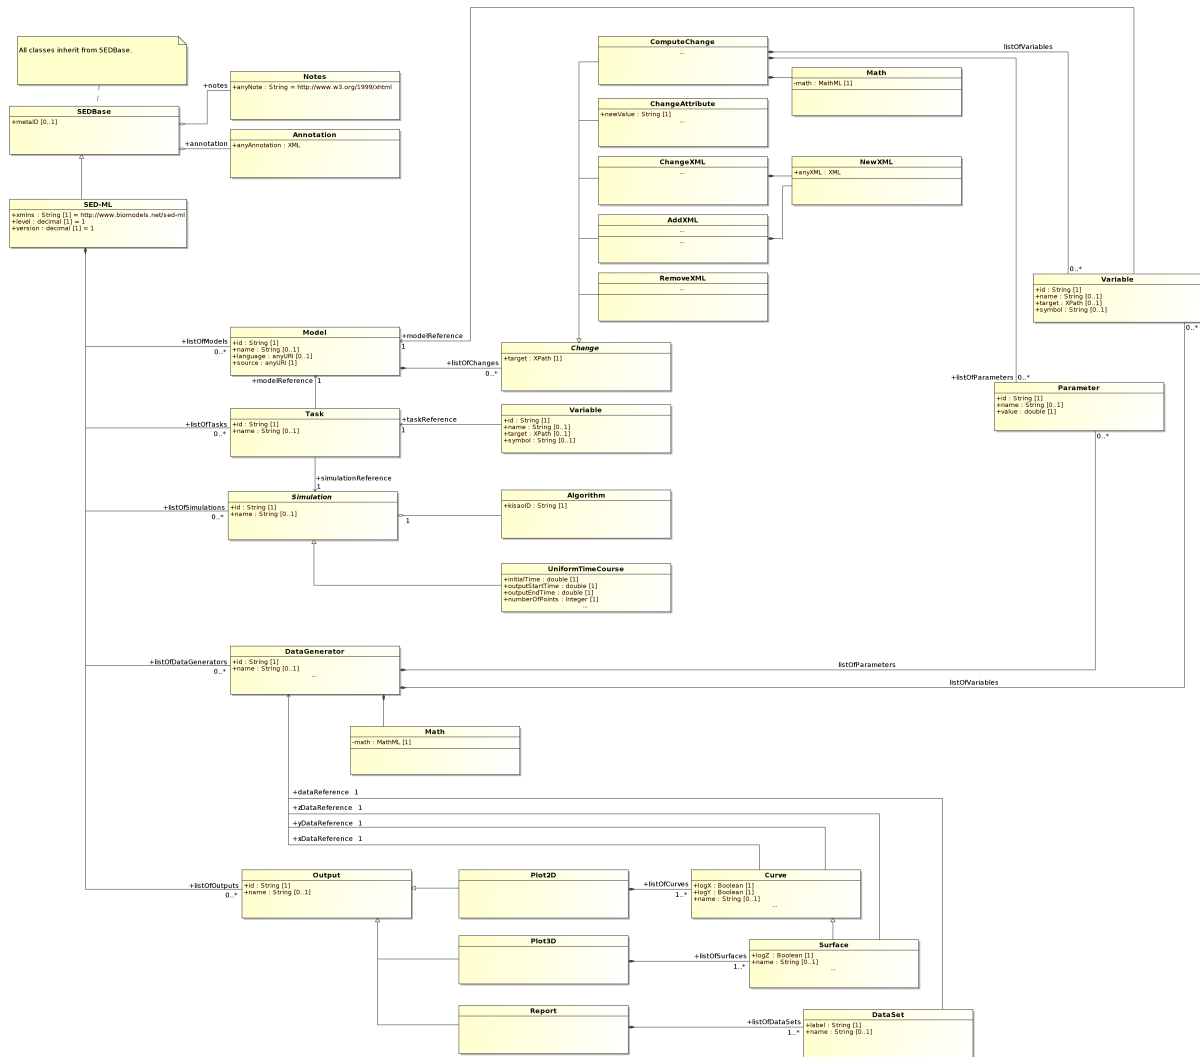 All classes inherit from SEDBase.
SEDBase
+metaID [0..1]
+notes
Notes
+anyNote : String = http://www.w3.org/1999/xhtml
+annotation
Annotation
+anyAnnotation : XML
SED-ML
+xmlns : String [1] = http://www.biomodels.net/sed-ml
+level : decimal [1] = 1
+version : decimal [1] = 1
ComputeChange
...
listOfVariables
Math
-math : MathML [1]
ChangeAttribute
+newValue : String [1]
...
ChangeXML
...
NewXML
+anyXML : XML
AddXML
...
...
RemoveXML
...
0..*
Variable
+id : String [1]
+name : String [0..1]
+target : XPath [0..1]
+symbol : String [0..1]
0..*
+listOfModels
0..*
Model
+id : String [1]
+name : String [0..1]
+language : anyURI [0..1]
+source : anyURI [1]
+modelReference
1
+listOfChanges
0..*
Change
+target : XPath [1]
+modelReference 1
+listOfParameters 0..*
Parameter
+id : String [1]
+name : String [0..1]
+value : double [1]
0..*
+listOfTasks
0..*
Task
+id : String [1]
+name : String [0..1]
+taskReference
1
Variable
+id : String [1]
+name : String [0..1]
+target : XPath [0..1]
+symbol : String [0..1]
+simulationReference
1
+listOfSimulations
0..*
Simulation
+id : String [1]
+name : String [0..1]
1
Algorithm
+kisaoID : String [1]
UniformTimeCourse
+initialTime : double [1]
+outputStartTime : double [1]
+outputEndTime : double [1]
+numberOfPoints : Integer [1]
...
+listOfDataGenerators
0..*
DataGenerator
+id : String [1]
+name : String [0..1]
...
listOfParameters
listOfVariables
Math
-math : MathML [1]
+dataReference 1
+zDataReference 1
+yDataReference 1
+xDataReference 1
+listOfOutputs
0..*
Output
+id : String [1]
+name : String [0..1]
Plot2D
+listOfCurves
1..*
Curve
+logX : Boolean [1]
+logY : Boolean [1]
+name : String [0..1]
...
Plot3D
+listOfSurfaces
1..*
Surface
+logZ : Boolean [1]
+name : String [0..1]
...
Report
+listOfDataSets
1..*
DataSet
+label : String [1]
+name : String [0..1]